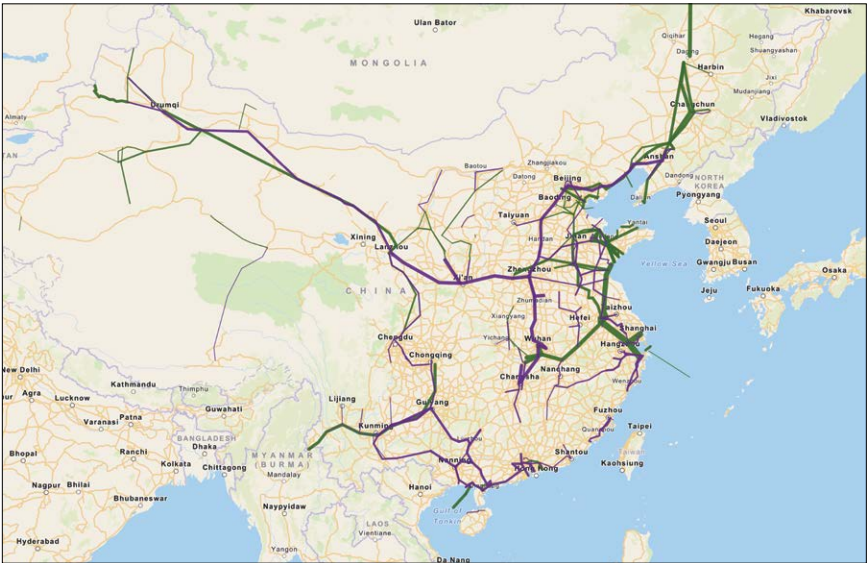 Khabarovsk
Ulan Bator
Qiqihar
Hegang
Daqing
Shuangyashan
MONGOLIA
Harbin
Jixi
Mudanjiang
Urumqi
Changchun
Almaty
Vladivostok
TAN
Anshan
Baotou
Zhangjiakou
Beijing
Datong
Dandong
NORTH
KOREA
Baoding
Dalian
Pyongyang
Taiyuan
Yantai
Seoul
Xining
Handan
Daejeon
Lanzhou
Gwangju
Busan
Osaka
Xi'an
Zhengzhou
Yellow Sea
Jeju
Fukuoka
CHINA
Zhumadian
Xiangyang
Hefei
Taizhou
Shanghai
Chengdu
Yichang
Wuhan
Hangzhou
Chongqing
New Delhi
Changsha
Nanchang
Wenzhou
Kathmandu
Thimphu
Lijiang
Agra
Lucknow
Guwahati
Guiyang
Fuzhou
Patna
Kunming
Taipei
Varanasi
BANGLADESH
Quanzhou
Liuzhou
Dhaka
Ranchi
MYANMAR
(BURMA)
Shantou
Taiwan
Bhopal
Nanning
Hong Kong
Kolkata
Chittagong
Kaohsiung
Mandalay
Hanoi
Nagpur
Bhilai
Gulf of
Tonkin
Bhubaneswar
Naypyidaw
LAOS
Vientiane
Hyderabad
Yangon
Da Nang